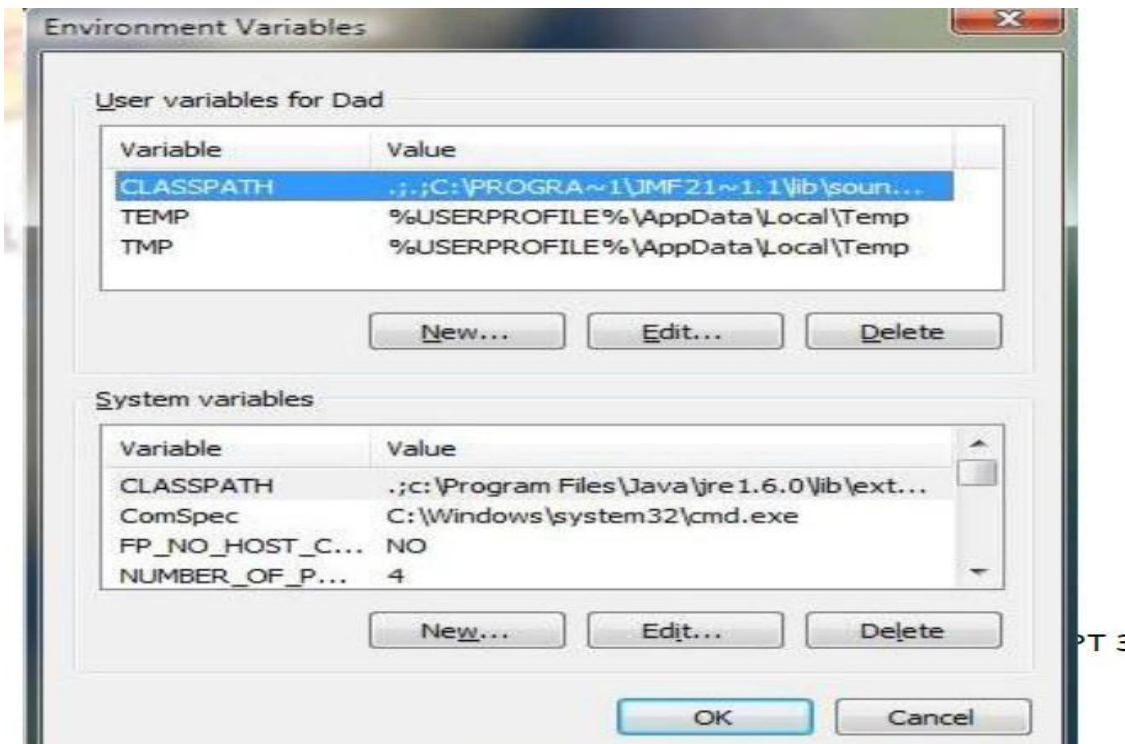 Environment Variables
User variables for Dad
Variable Value
CLASSPATH .;.;C:\PROGRA~1\JMF21~1.1\lib\soun...
TEMP %USERPROFILE%\AppData\Local\Temp
TMP %USERPROFILE%\AppData\Local\Temp
New... Edit... Delete
System variables
Variable Value
CLASSPATH .;c:\Program Files\Java\jre1.6.0\lib\ext...
ComSpec C:\Windows\system32\cmd.exe
FP_NO_HOST_C... NO
NUMBER_OF_P... 4
New... Edit... Delete
OK Cancel